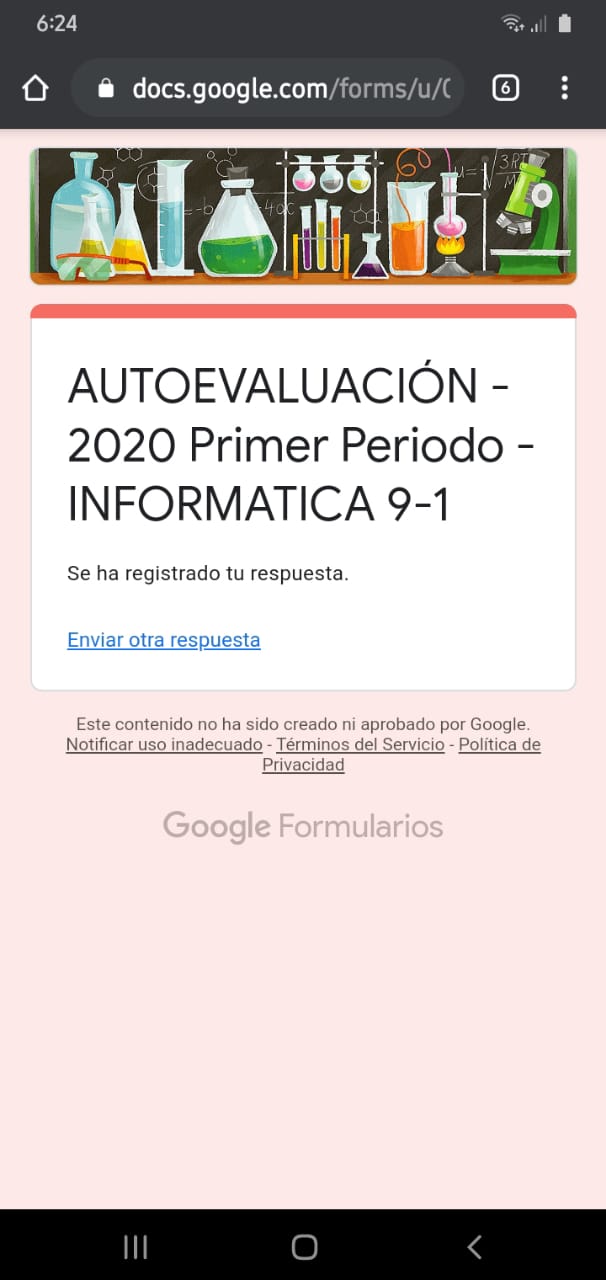 6:24
docs.google.com/forms/u/
6
3RT
AUTOEVALUACIÓN -
2020 Primer Periodo -
INFORMATICA 9-1
Se ha registrado tu respuesta.
Enviar otra respuesta
Este contenido no ha sido creado ni aprobado por Google.
Notificar uso inadecuado - Términos del Servicio - Política de
Privacidad
Google Formularios